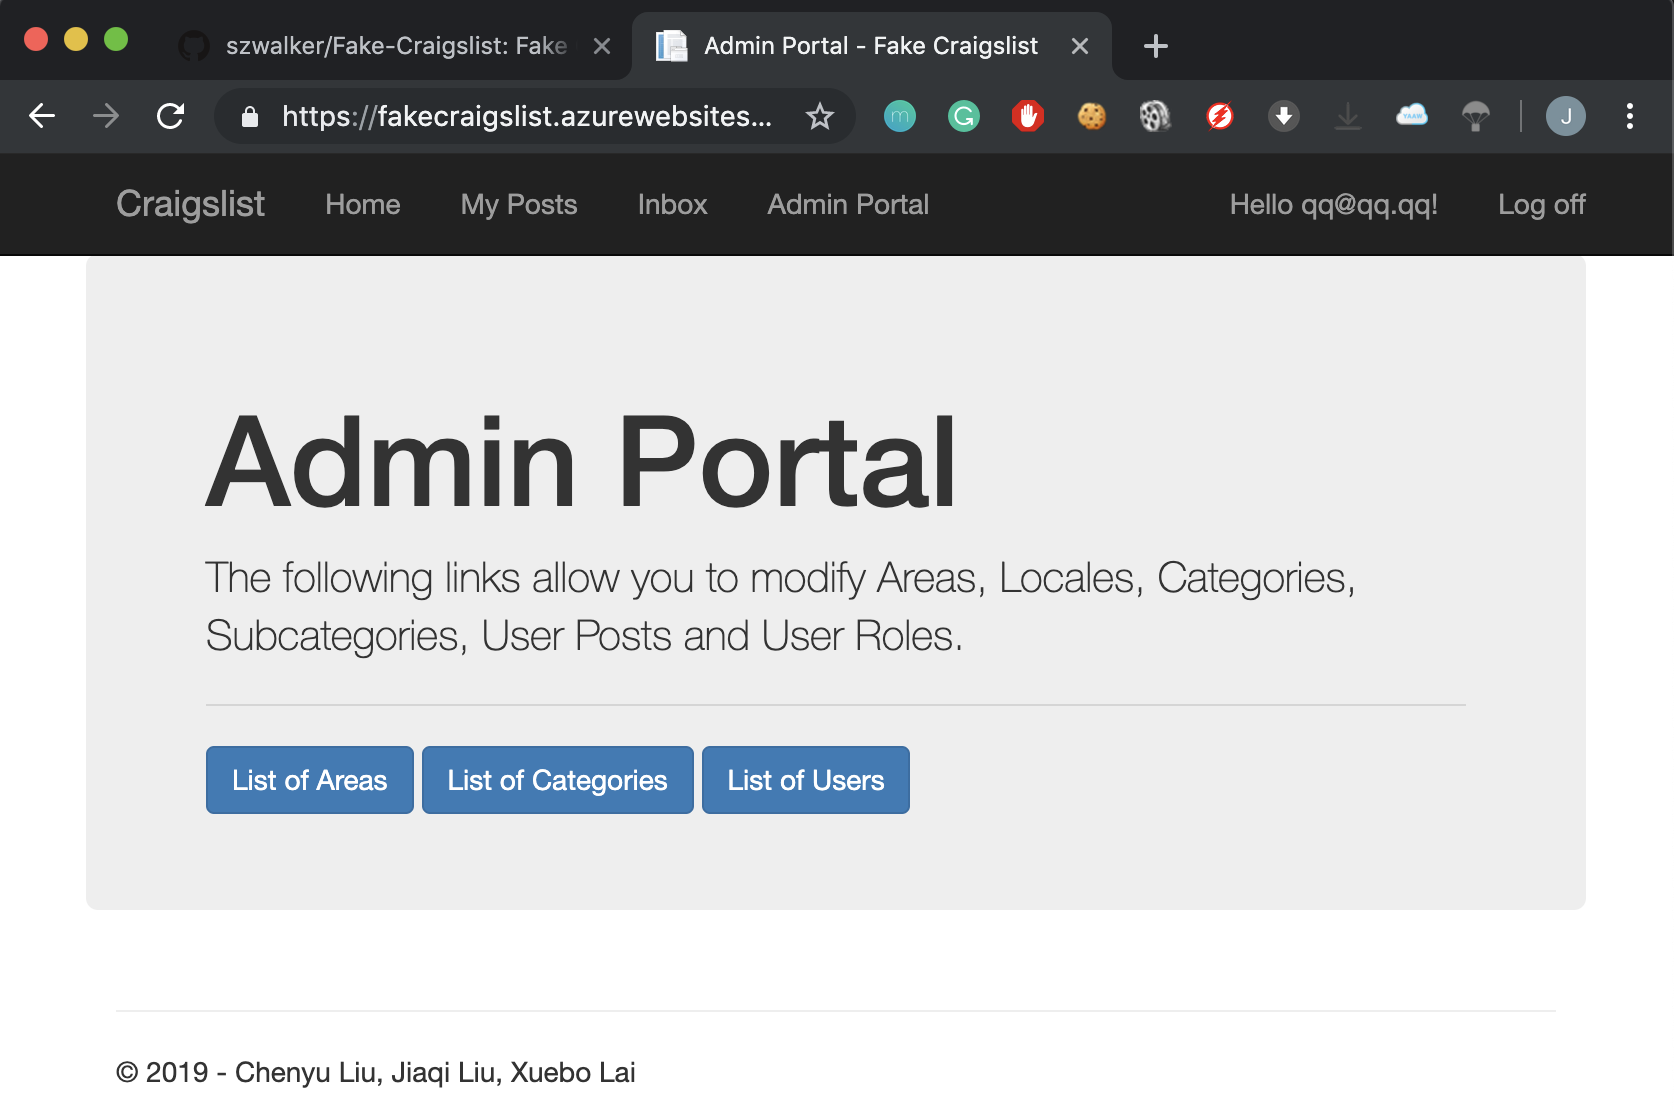 szwalker/Fake-Craigslist: Fake
Admin Portal - Fake Craigslist
https://fakecraigslist.azurewebsites...
m
G
YAAW
J
Craigslist Home My Posts Inbox Admin Portal Hello qq@qq.qq! Log off
Admin Portal
The following links allow you to modify Areas, Locales, Categories,
Subcategories, User Posts and User Roles.
List of Areas List of Categories List of Users
© 2019 - Chenyu Liu, Jiaqi Liu, Xuebo Lai